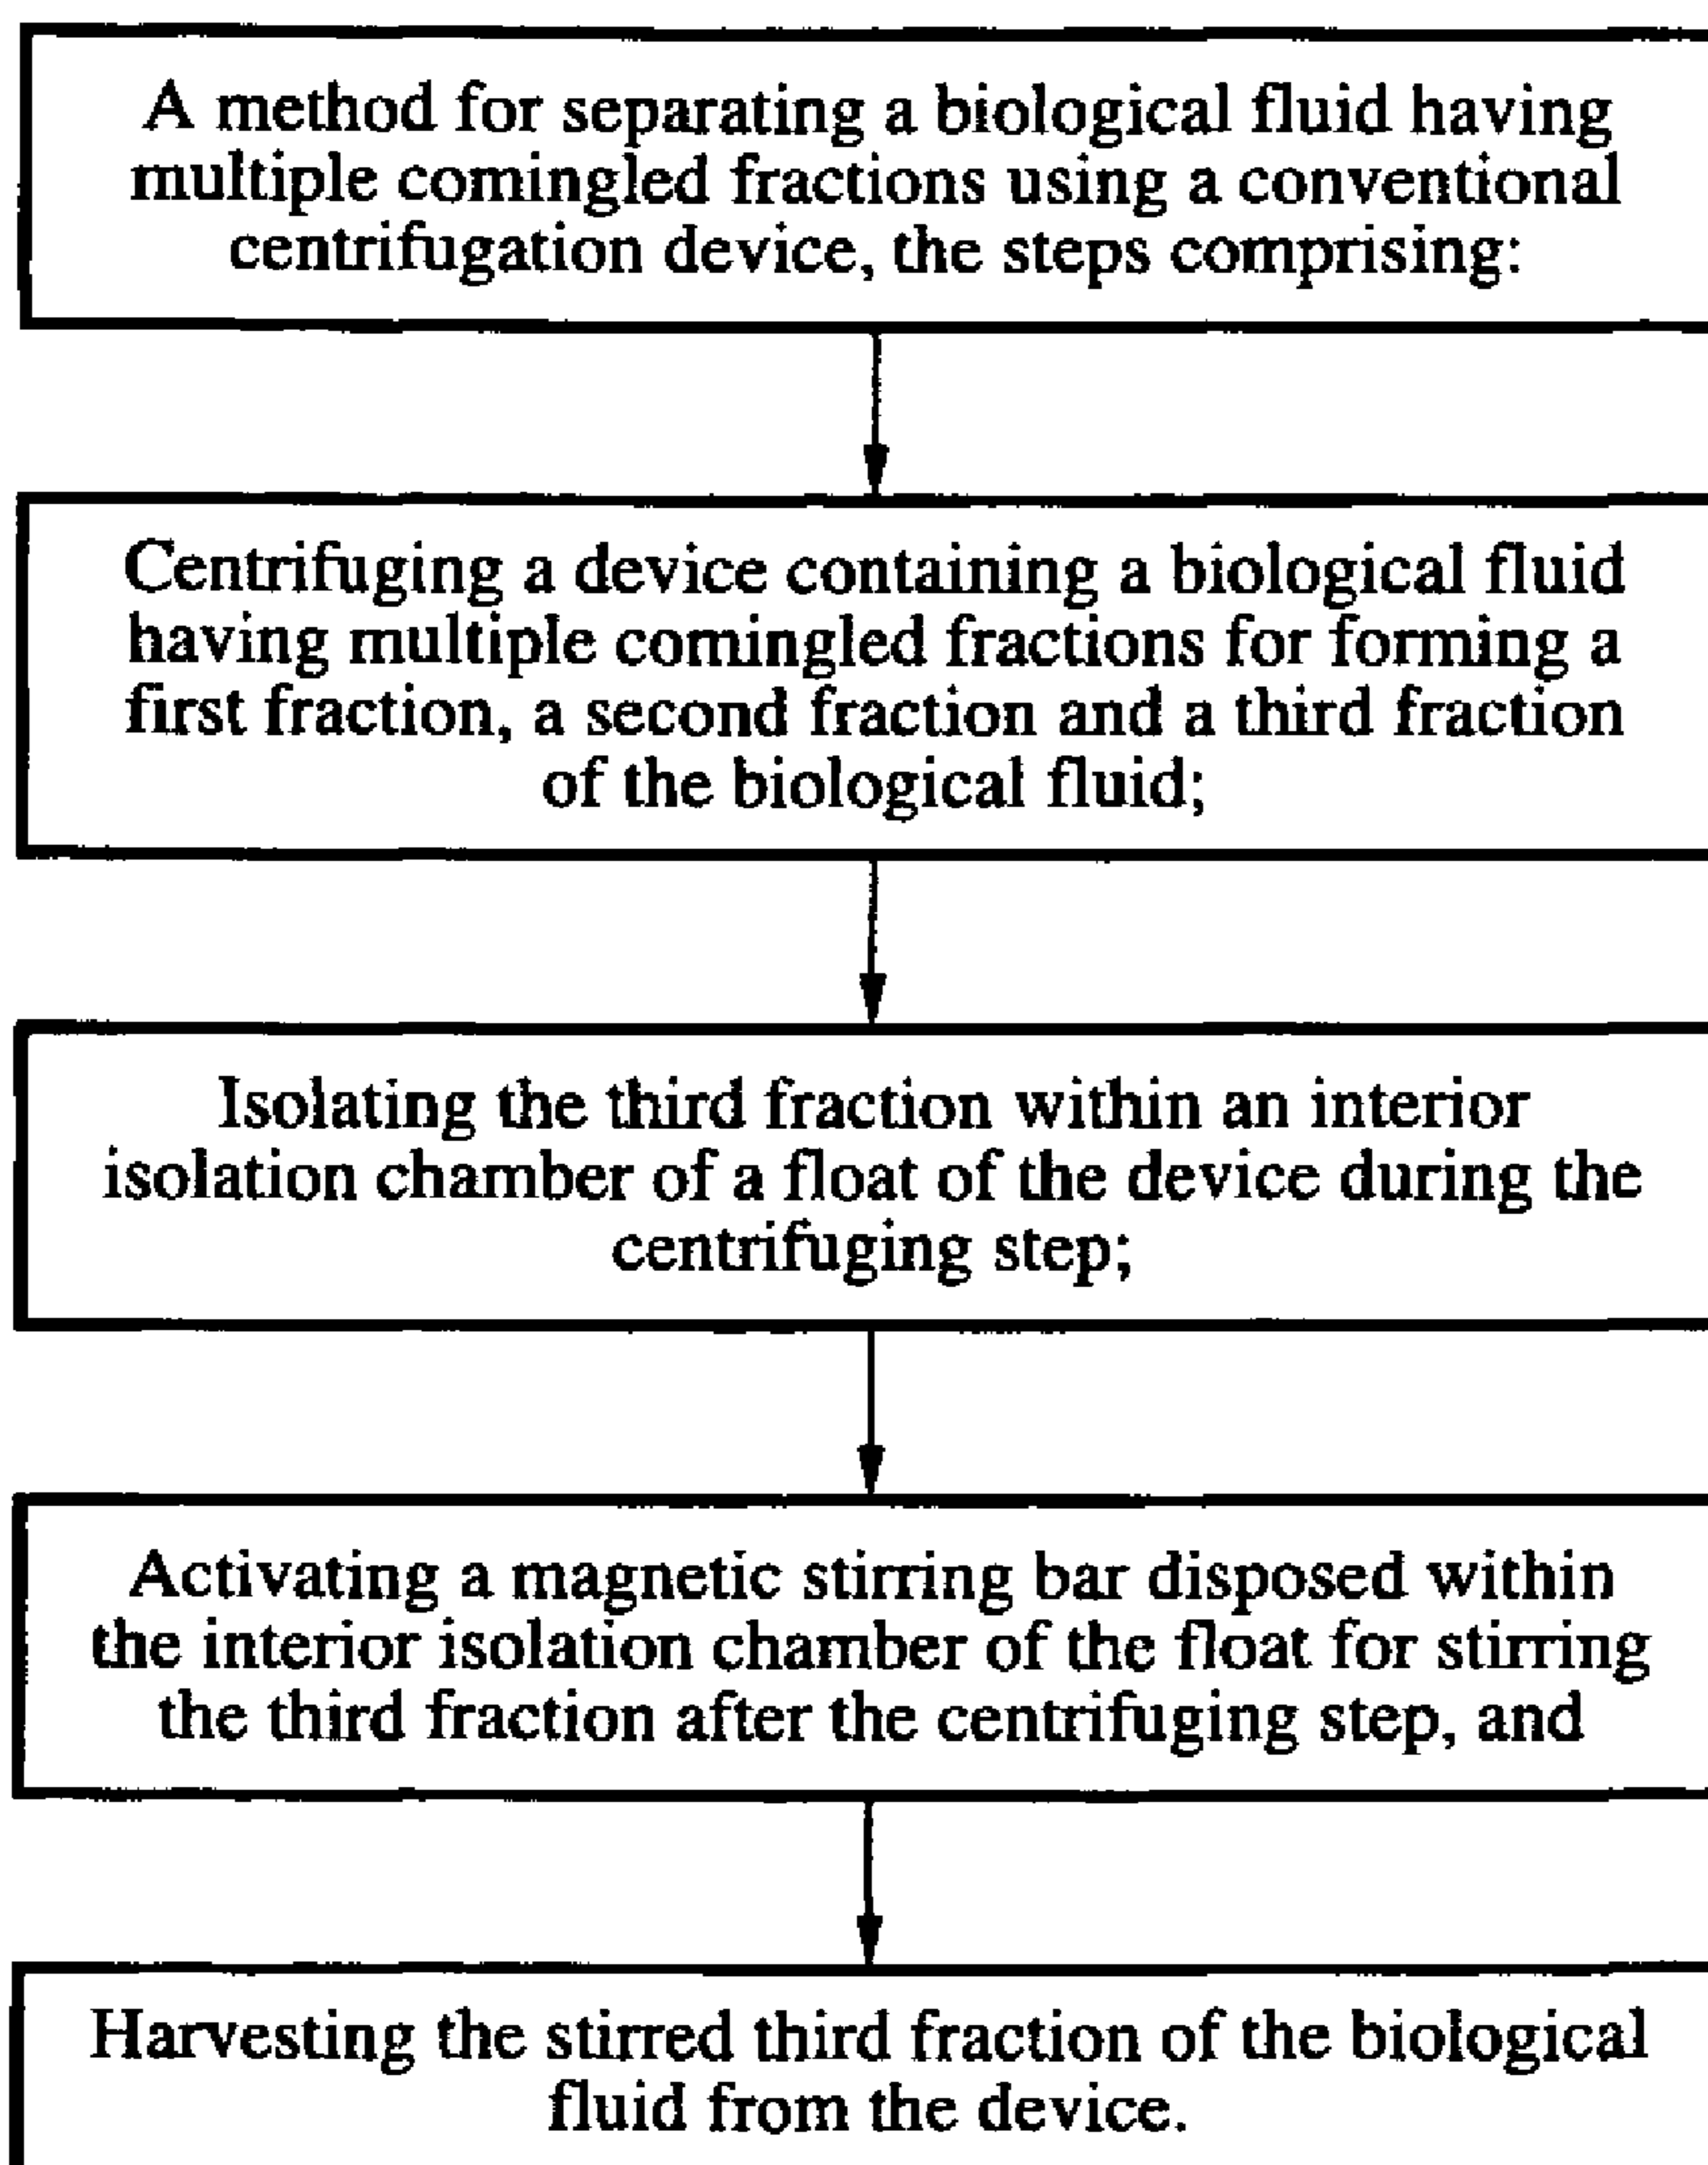 A method for separating a biological fluid having
multiple comingled fractions using a conventional
centrifugation device, the steps comprising:
Centrifuging a device containing a biological fluid
having multiple comingled fractions for forming a
first fraction, a second fraction and a third fraction
of the biological fluid;
Isolating the third fraction within an interior
isolation chamber of a float of the device during the
centrifuging step;
Activating a magnetic stirring bar disposed within
the interior isolation chamber of the float for stirring
the third fraction after the centrifuging step, and
Harvesting the stirred third fraction of the biological
fluid from the device.